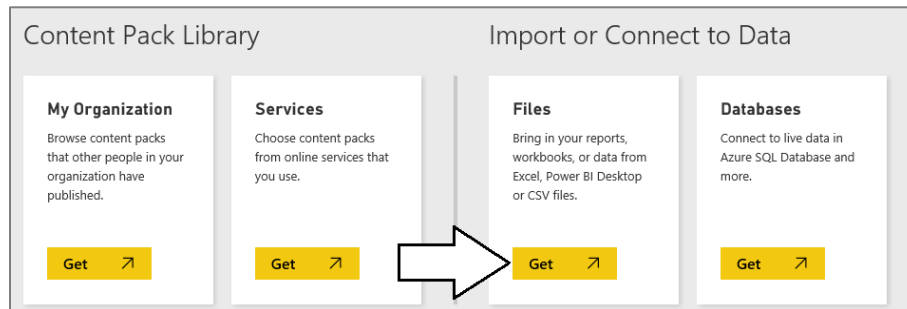 Content Pack Library
Import or Connect to Data
My Organization
Browse content packs
that other people in your
organization have
published.
Get
Services
Choose content packs
from online services that
you use.
Get
Files
Bring in your reports,
workbooks, or data from
Excel, Power BI Desktop
or CSV files.
Get
Databases
Connect to live data in
Azure SQL Database and
more.
Get